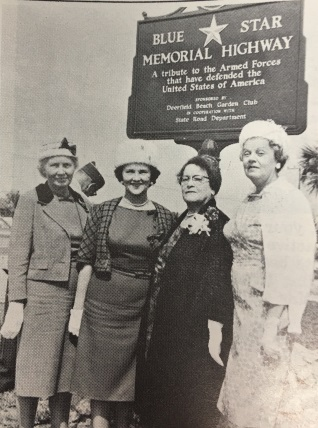 BLUE STAR
MEMORIAL HIGHWAY
A tribute to the Armed Forces
that have defended the
United States of America
SPONSORED BY
Deerfield Beach Garden Club
IN COOPERATION WITH
State Road Department